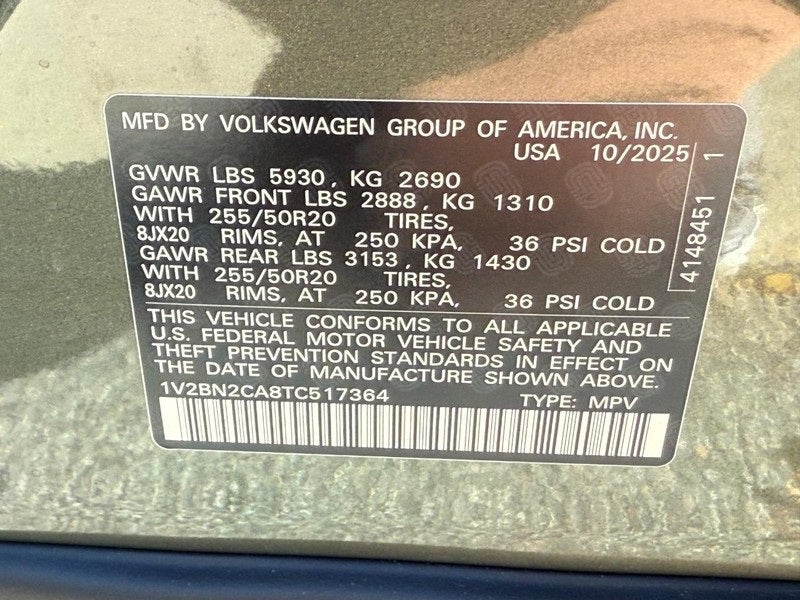 MFD BY VOLKSWAGEN GROUP OF AMERICA, INC.
USA 10/2025
GVWR LBS 5930, KG 2690
GAWR FRONT LBS 2888, KG 1310
WITH 255/50R20 TIRES,
8JX20 RIMS, AT 250 KPA, 36 PSI COLD
GAWR REAR LBS 3153, KG 1430
WITH 255/50R20 TIRES,
8JX20 RIMS, AT 250 KPA, 36 PSI COLD
THIS VEHICLE CONFORMS TO ALL APPLICABLE
U.S. FEDERAL MOTOR VEHICLE SAFETY AND
THEFT PREVENTION STANDARDS IN EFFECT ON
THE DATE OF MANUFACTURE SHOWN ABOVE.
1V2BN2CA8TC517364 TYPE: MPV
4148451 1